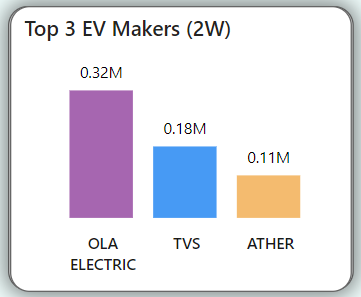 Top 3 EV Makers (2W)
0.32M
0.18M
0.11M
OLA
ELECTRIC
TVS
ATHER